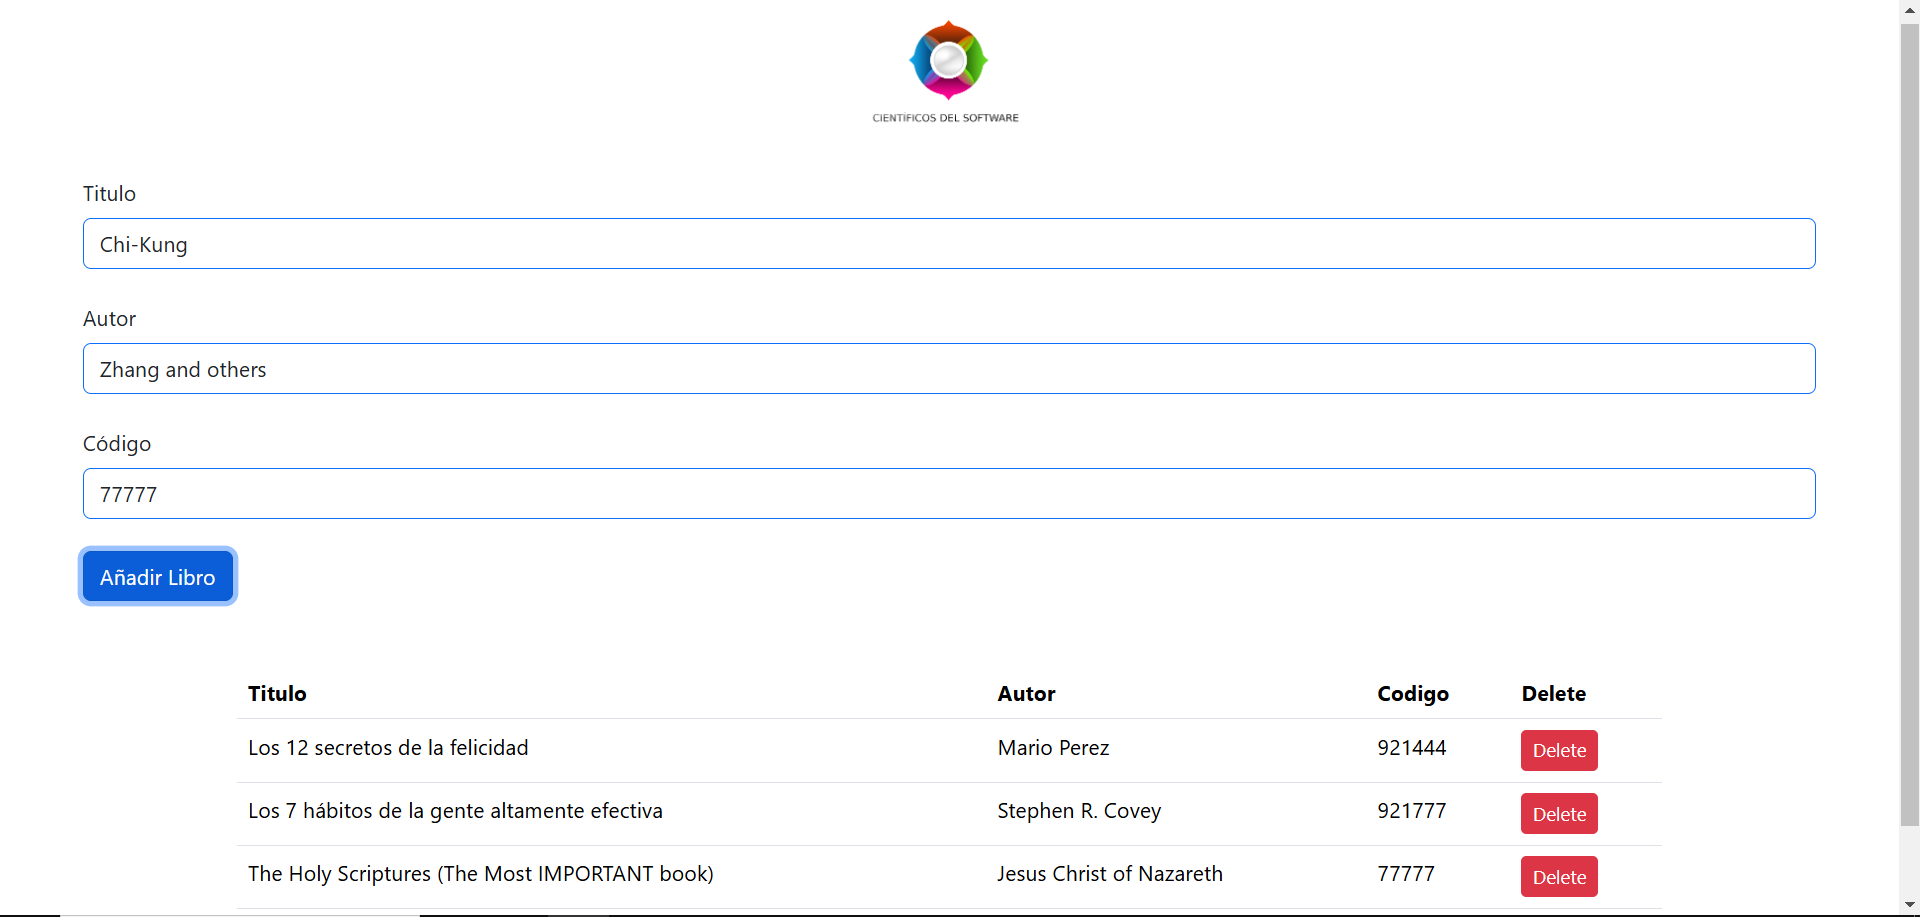 CIENTÍFICOS DEL SOFTWARE
Titulo
Chi-Kung
Autor
Zhang and others
Código
77777
Añadir Libro
Titulo Autor Codigo Delete
Los 12 secretos de la felicidad Mario Perez 921444 Delete
Los 7 hábitos de la gente altamente efectiva Stephen R. Covey 921777 Delete
The Holy Scriptures (The Most IMPORTANT book) Jesus Christ of Nazareth 77777 Delete